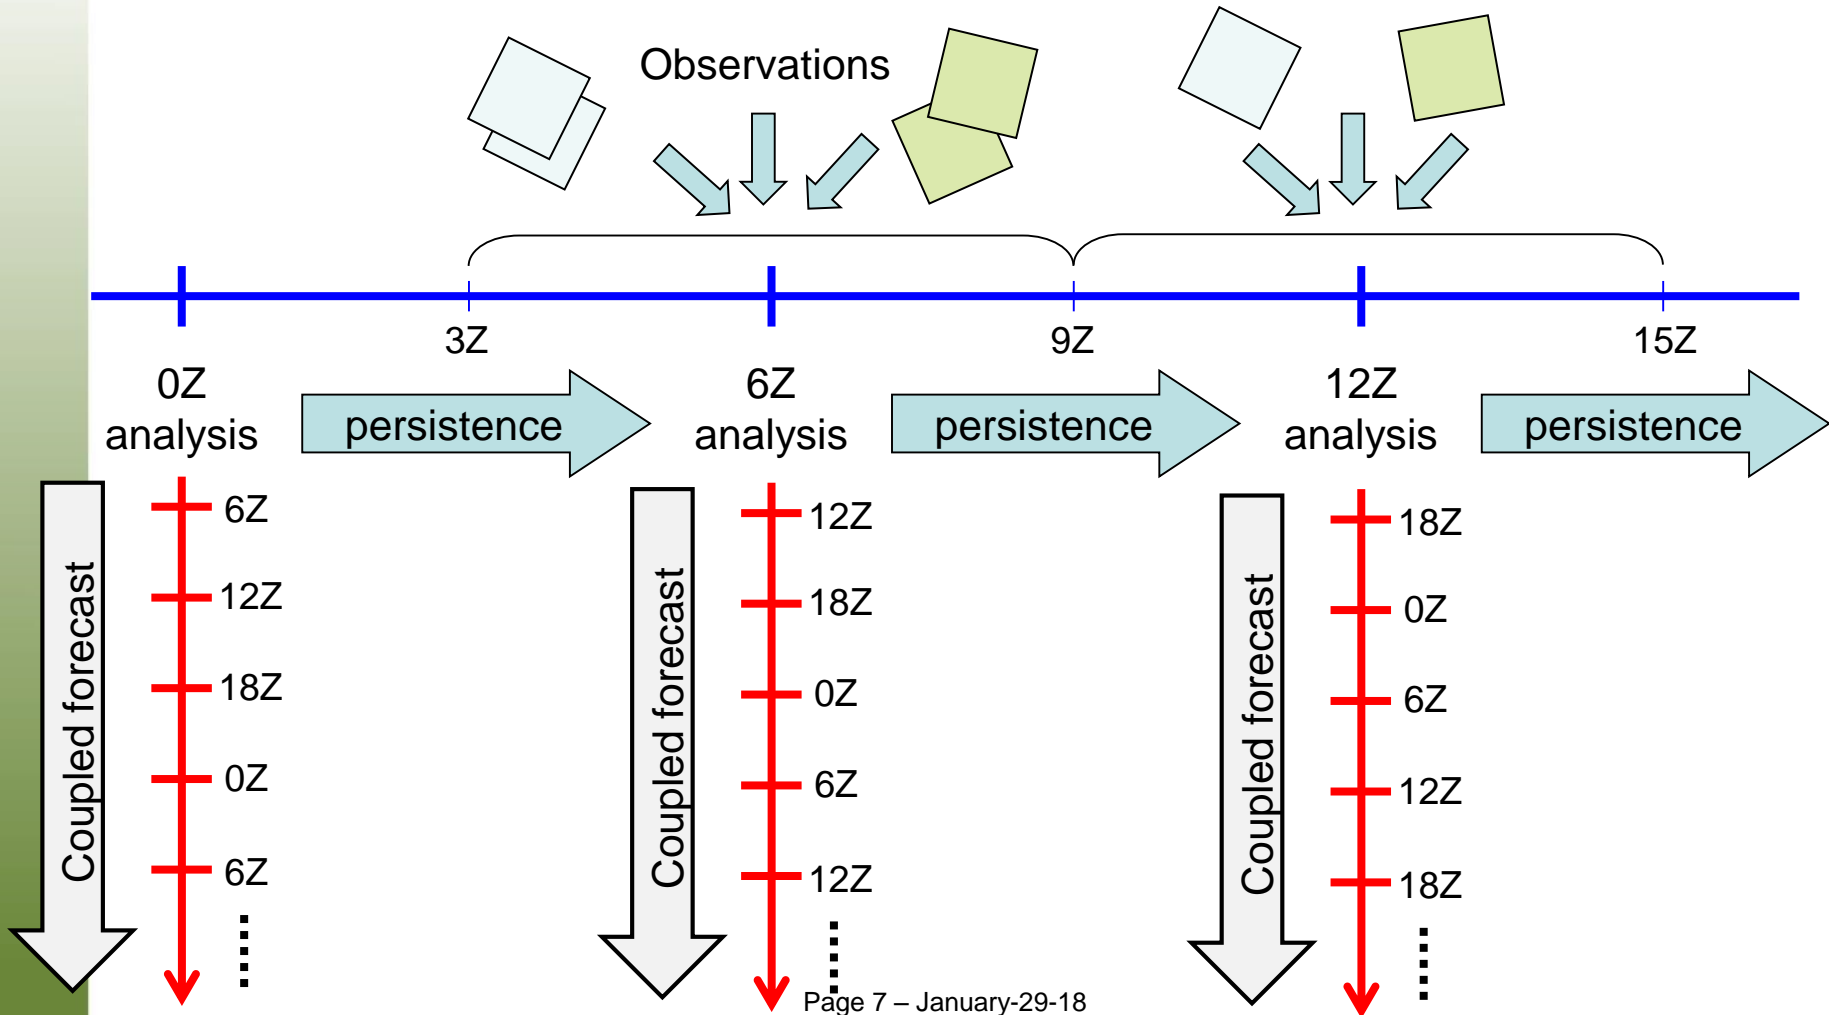 Observations
3Z
9Z
15Z
0Z
analysis
persistence
6Z
analysis
persistence
12Z
analysis
persistence
Coupled forecast
6Z
12Z
18Z
0Z
6Z
Coupled forecast
12Z
18Z
0Z
6Z
12Z
Coupled forecast
18Z
0Z
6Z
12Z
18Z
Page 7 – January-29-18